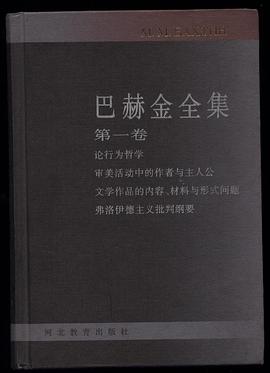 М.М.БАХТИН
巴赫金全集
第一卷
论行为哲学
审美活动中的作者与主人公
文学作品的内容、材料与形式问题
弗洛伊德主义批判纲要
河北教育出版社